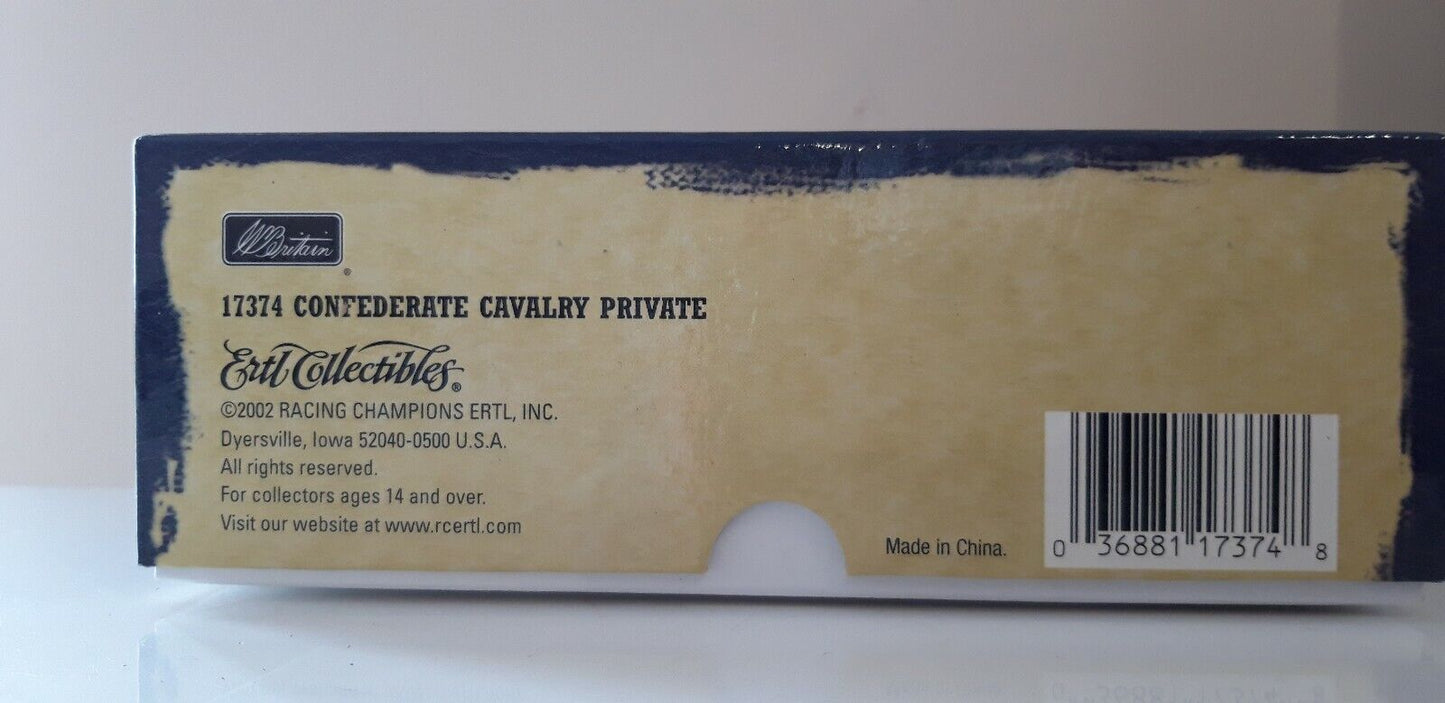 W.Britain®
17374 CONFEDERATE CAVALRY PRIVATE
Ertl Collectibles®
©2002 RACING CHAMPIONS ERTL, INC.
Dyersville, Iowa 52040-0500 U.S.A.
All rights reserved.
For collectors ages 14 and over.
Visit our website at www.rcertl.com
Made in China.
0 36881 17374 8